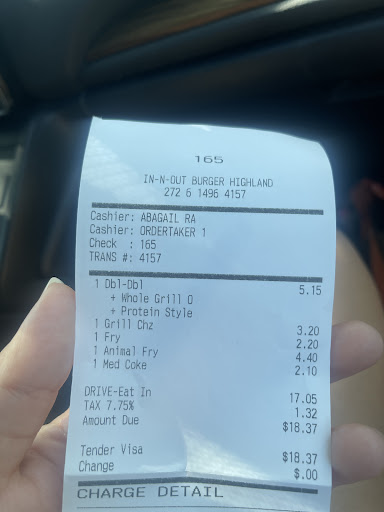 165
IN-N-OUT BURGER HIGHLAND
272 6 1496 4157
Cashier: ABAGAIL RA
Cashier: ORDERTAKER 1
Check : 165
TRANS #: 4157
1 Dbl-Dbl 5.15
+ Whole Grill O
+ Protein Style
1 Grill Chz 3.20
1 Fry 2.20
1 Animal Fry 4.40
1 Med Coke 2.10
DRIVE-Eat In 17.05
TAX 7.75% 1.32
Amount Due $18.37
Tender Visa $18.37
Change $.00
CHARGE DETAIL